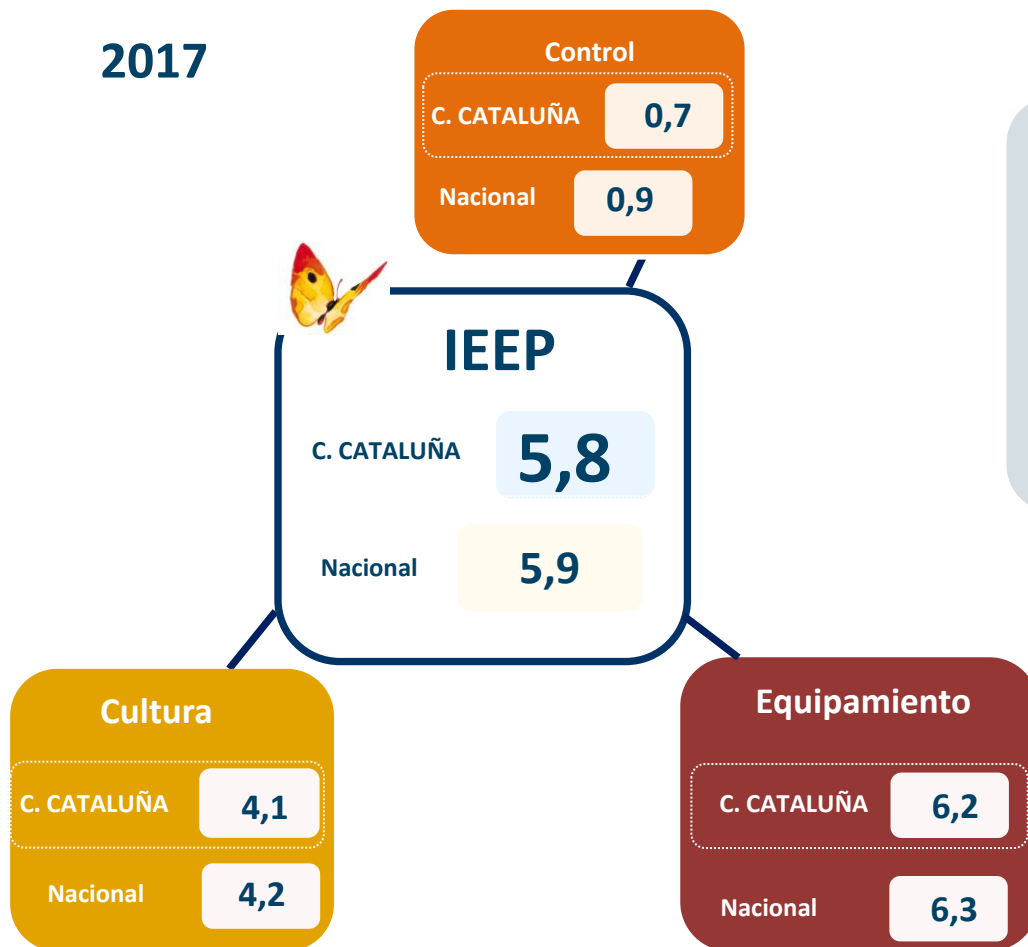 2017
Control
C. CATALUÑA 0,7
Nacional 0,9
IEEP
C. CATALUÑA 5,8
Nacional 5,9
Cultura
C. CATALUÑA 4,1
Nacional 4,2
Equipamiento
C. CATALUÑA 6,2
Nacional 6,3